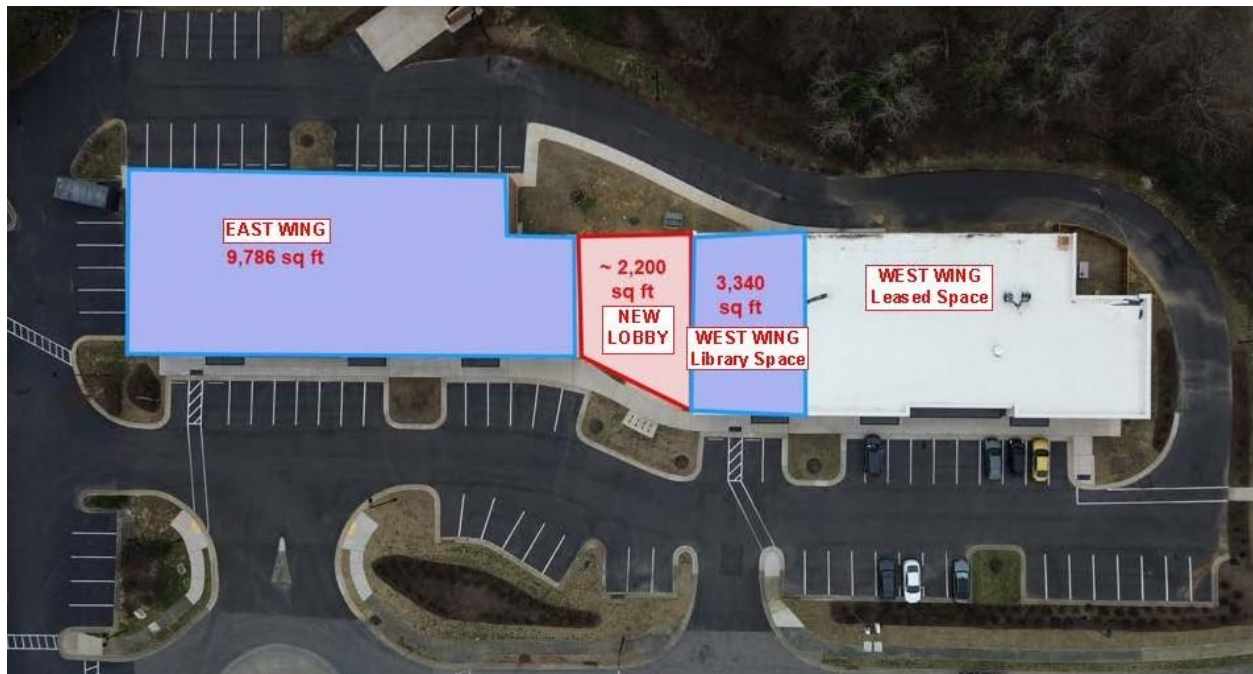 EAST WING
9,786 sq ft
~ 2,200
sq ft
NEW
LOBBY
3,340
sq ft
WEST WING
Library Space
WEST WING
Leased Space